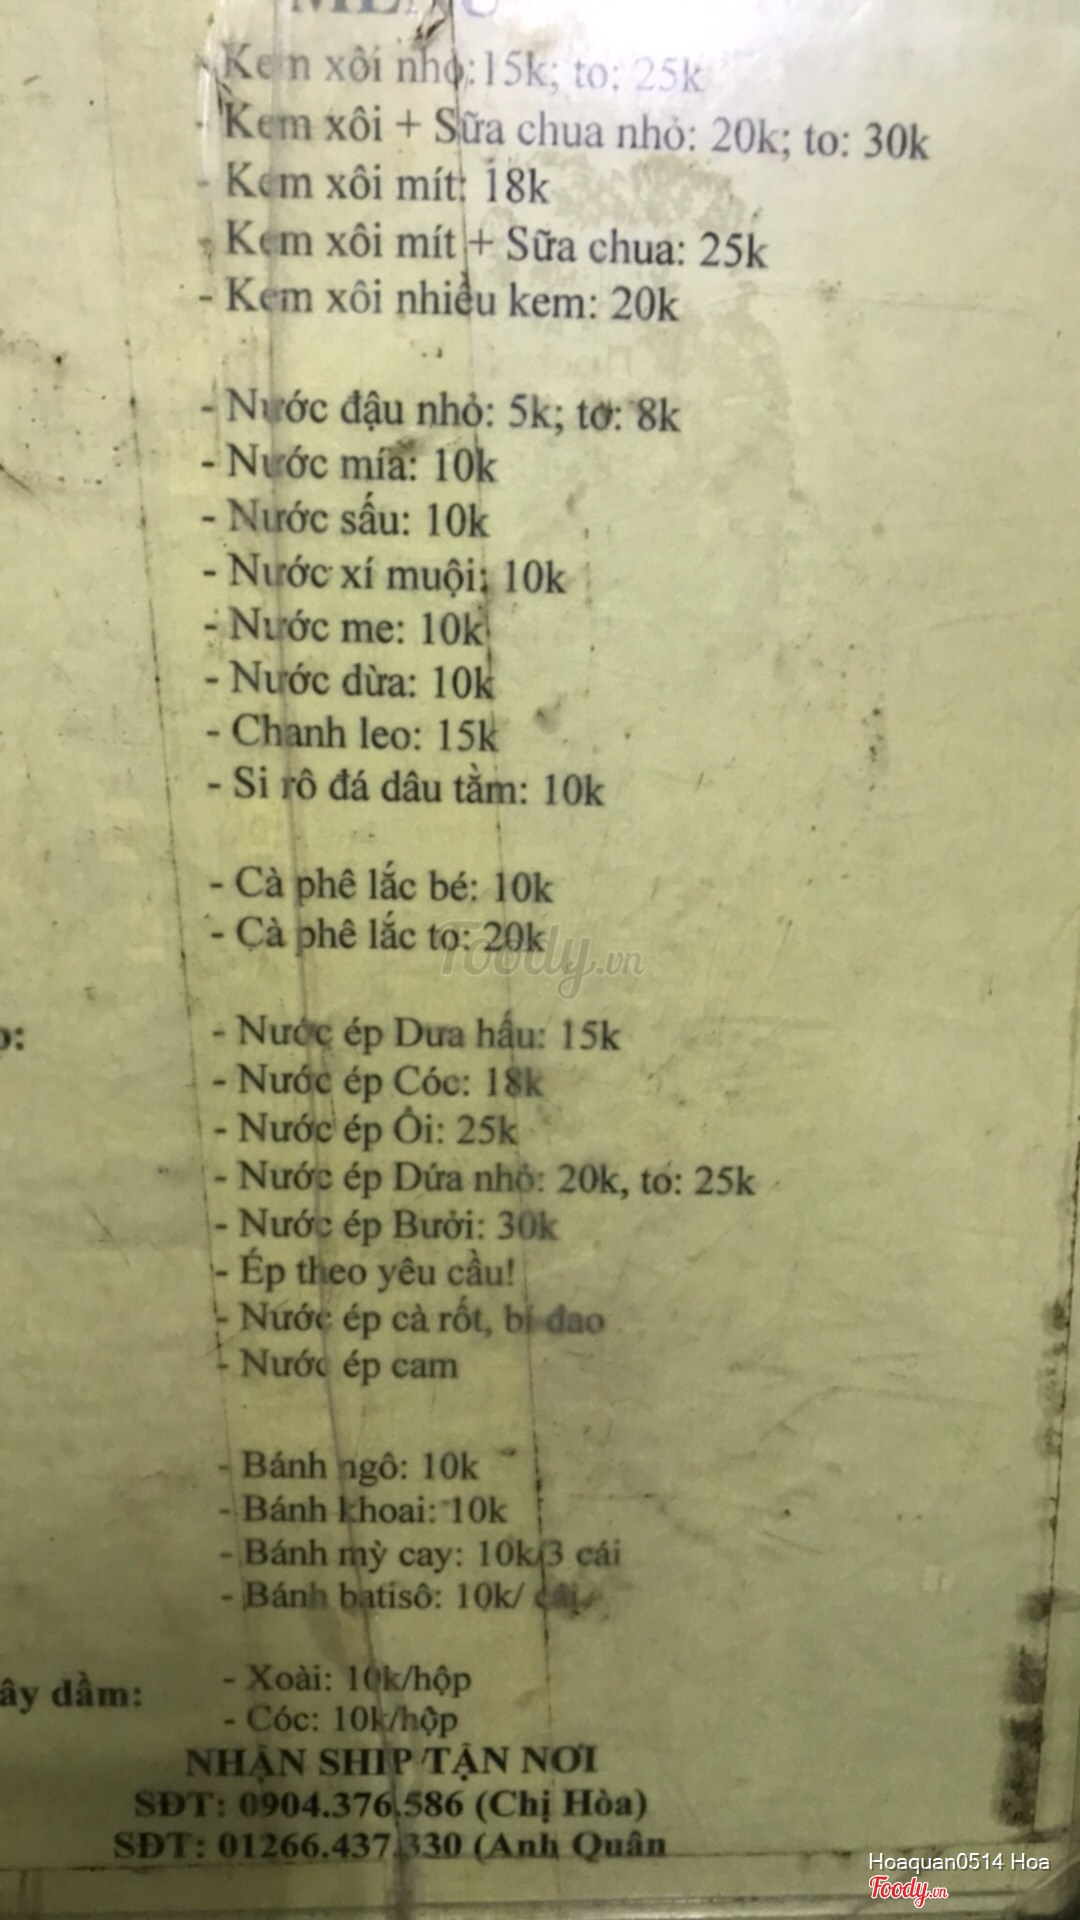 MENU
- Kem xôi nhỏ: 15k; to: 25k
- Kem xôi + Sữa chua nhỏ: 20k; to: 30k
- Kem xôi mít: 18k
- Kem xôi mít + Sữa chua: 25k
- Kem xôi nhiều kem: 20k
- Nước đậu nhỏ: 5k; to: 8k
- Nước mía: 10k
- Nước sấu: 10k
- Nước xí muội: 10k
- Nước me: 10k
- Nước dừa: 10k
- Chanh leo: 15k
- Si rô đá dâu tằm: 10k
- Cà phê lắc bé: 10k
- Cà phê lắc to: 20k
Foody.vn
- Nước ép Dưa hấu: 15k
- Nước ép Cóc: 18k
- Nước ép Ổi: 25k
- Nước ép Dứa nhỏ: 20k, to: 25k
- Nước ép Bưởi: 30k
- Ép theo yêu cầu!
- Nước ép cà rốt, bí đao
- Nước ép cam
- Bánh ngô: 10k
- Bánh khoai: 10k
- Bánh mỳ cay: 10k/3 cái
- Bánh batisô: 10k/ cái
ây dầm: - Xoài: 10k/hộp
- Cóc: 10k/hộp
NHẬN SHIP TẬN NƠI
SĐT: 0904.376.586 (Chị Hòa)
SĐT: 01266.437.330 (Anh Quân
Hoaquan0514 Hoa
Foody.vn